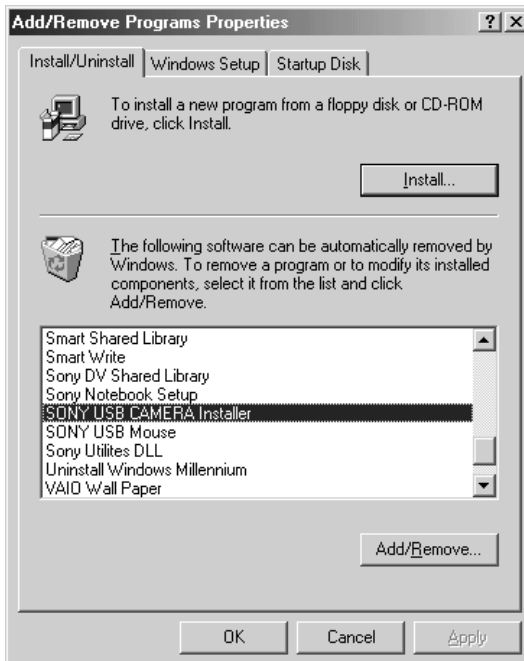 Add/Remove Programs Properties
Install/Uninstall
Windows Setup
Startup Disk
To install a new program from a floppy disk or CD-ROM
drive, click Install.
Install...
The following software can be automatically removed by
Windows. To remove a program or to modify its installed
components, select it from the list and click
Add/Remove.
Smart Shared Library
Smart Write
Sony DV Shared Library
Sony Notebook Setup
SONY USB CAMERA Installer
SONY USB Mouse
Sony Utilites DLL
Uninstall Windows Millennium
VAIO Wall Paper
Add/Remove...
OK
Cancel
Apply